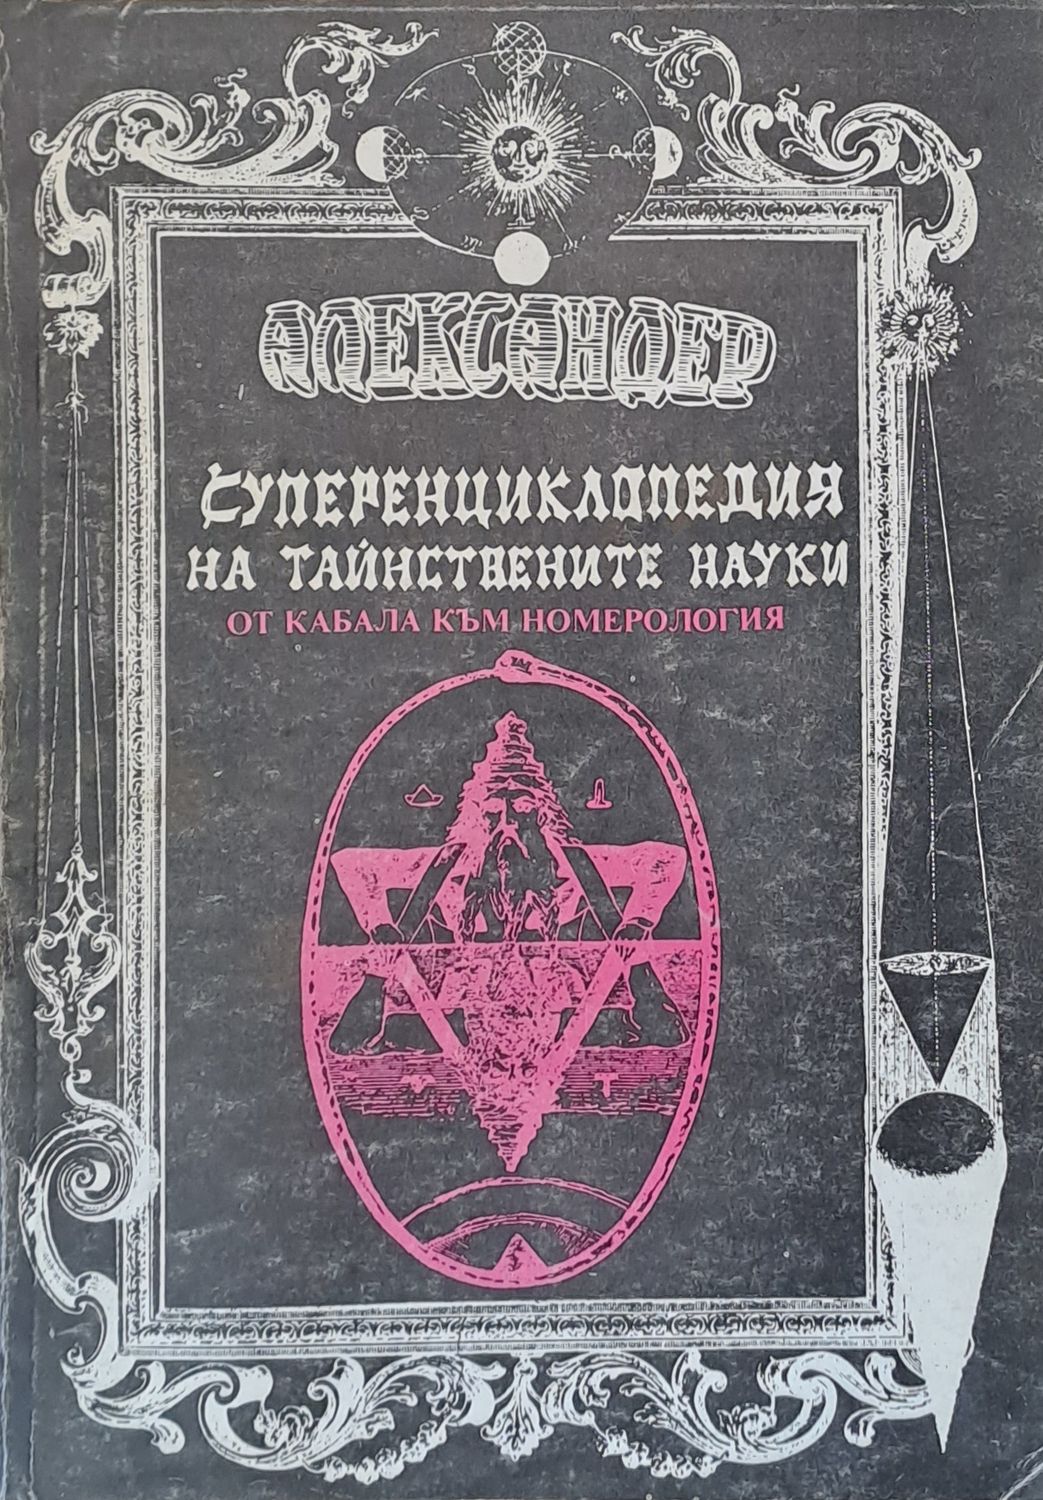 АЛЕКСАНДЕР
СУПЕРЕНЦИКЛОПЕДИЯ
НА ТАЙНСТВЕНИТЕ НАУКИ
ОТ КАБАЛА КЪМ НОМЕРОЛОГИЯ